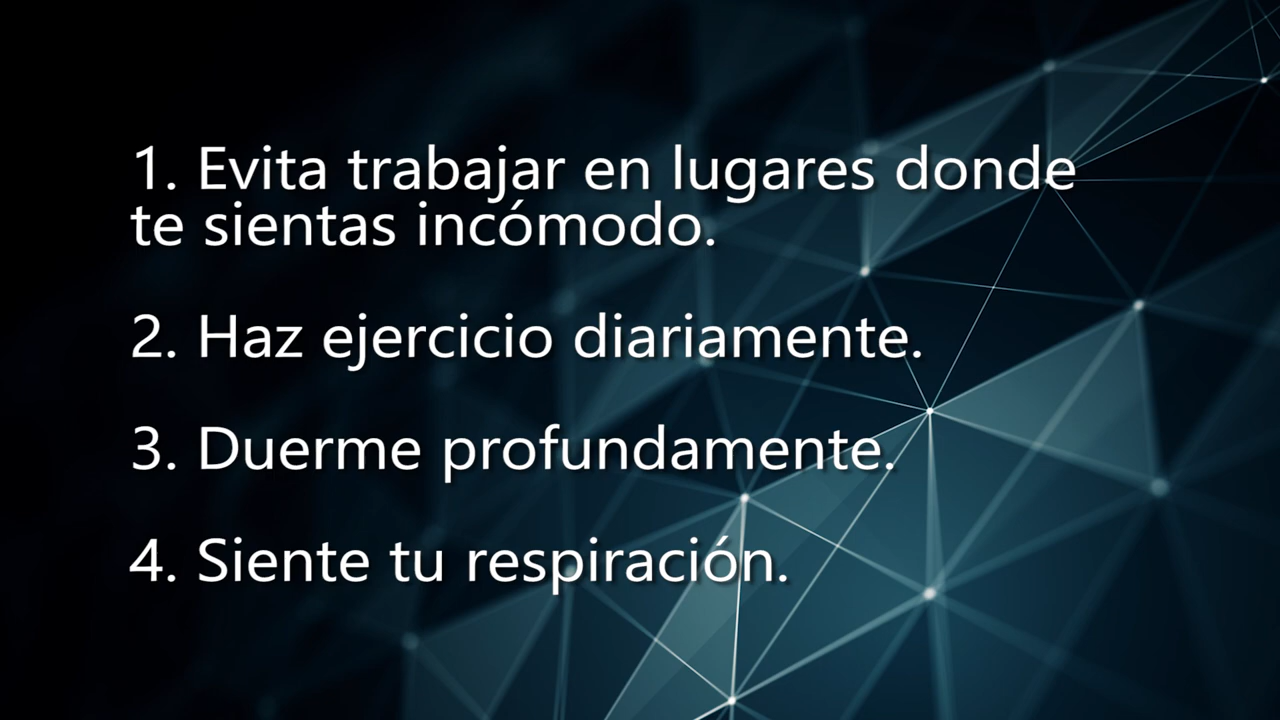 1. Evita trabajar en lugares donde
te sientas incómodo.
2. Haz ejercicio diariamente.
3. Duerme profundamente.
4. Siente tu respiración.